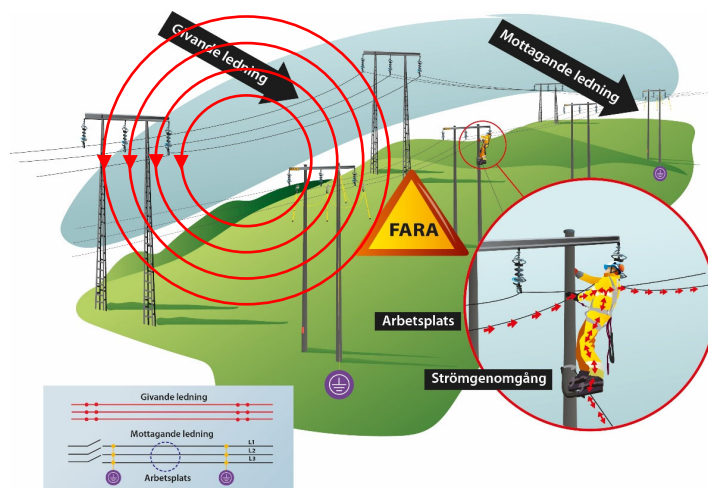 Givande
ledning
Mottagande ledning
FARA
Arbetsplats
Strömgenomgång
Givande ledning
Mottagande ledning
L1
L2
L3
Arbetsplats